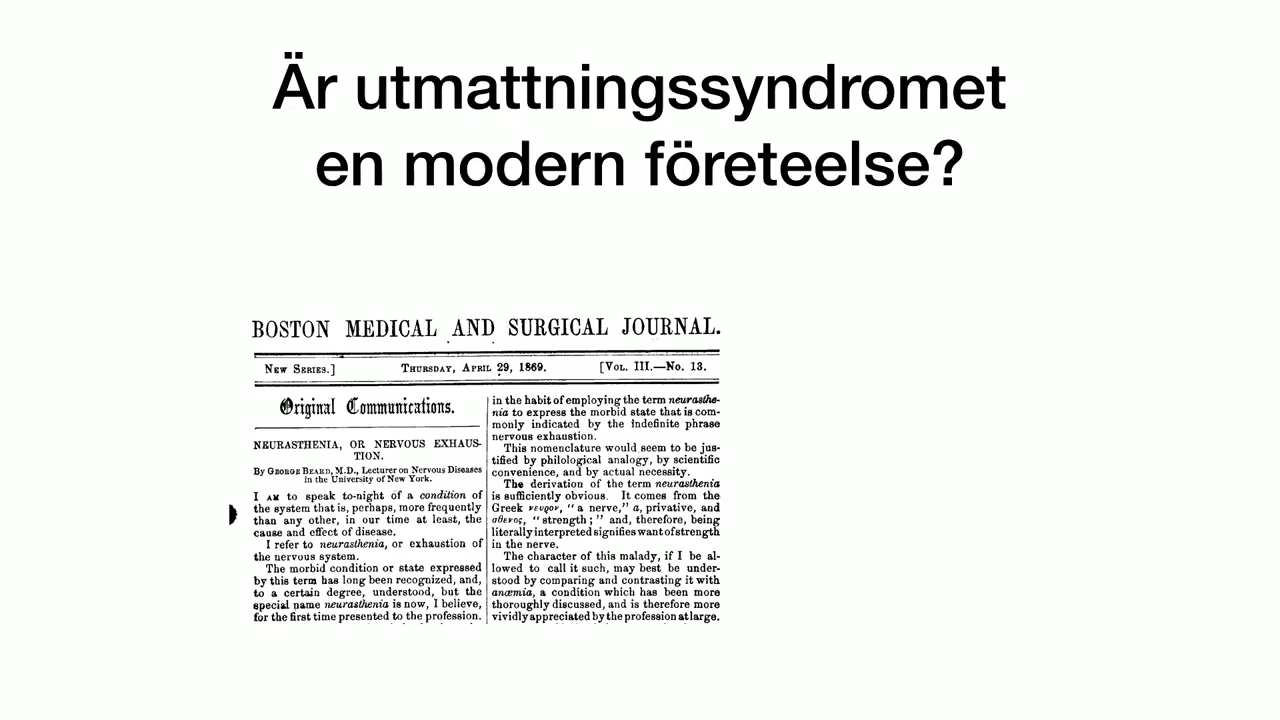 Är utmattningssyndromet
en modern företeelse?
BOSTON MEDICAL AND SURGICAL JOURNAL.
New Series.] Thursday, April 29, 1869. [Vol. III.—No. 13.
Original Communications.
NEURASTHENIA, OR NERVOUS EXHAUS-
TION.
By George Beard, M.D., Lecturer on Nervous Diseases
in the University of New York.
I am to speak to-night of a condition of
the system that is, perhaps, more frequently
than any other, in our time at least, the
cause and effect of disease.
I refer to neurasthenia, or exhaustion of
the nervous system.
The morbid condition or state expressed
by this term has long been recognized, and,
to a certain degree, understood, but the
special name neurasthenia is now, I believe,
for the first time presented to the profession.
in the habit of employing the term neurasthe-
nia to express the morbid state that is com-
monly indicated by the indefinite phrase
nervous exhaustion.
This nomenclature would seem to be jus-
tified by philological analogy, by scientific
convenience, and by actual necessity.
The derivation of the term neurasthenia
is sufficiently obvious. It comes from the
Greek νευρον, “a nerve,” α, privative, and
σθενος, “strength;” and, therefore, being
literally interpreted signifies want of strength
in the nerve.
The character of this malady, if I be al-
lowed to call it such, may best be under-
stood by comparing and contrasting it with
anæmia, a condition which has been more
thoroughly discussed, and is therefore more
vividly appreciated by the profession at large.